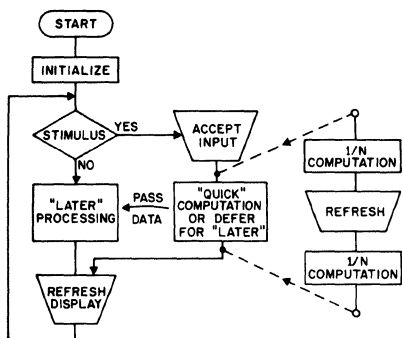 START
INITIALIZE
STIMULUS
YES
NO
ACCEPT
INPUT
"LATER"
PROCESSING
PASS
DATA
"QUICK"
COMPUTATION
OR DEFER
FOR "LATER"
REFRESH
DISPLAY
1/N
COMPUTATION
REFRESH
1/N
COMPUTATION